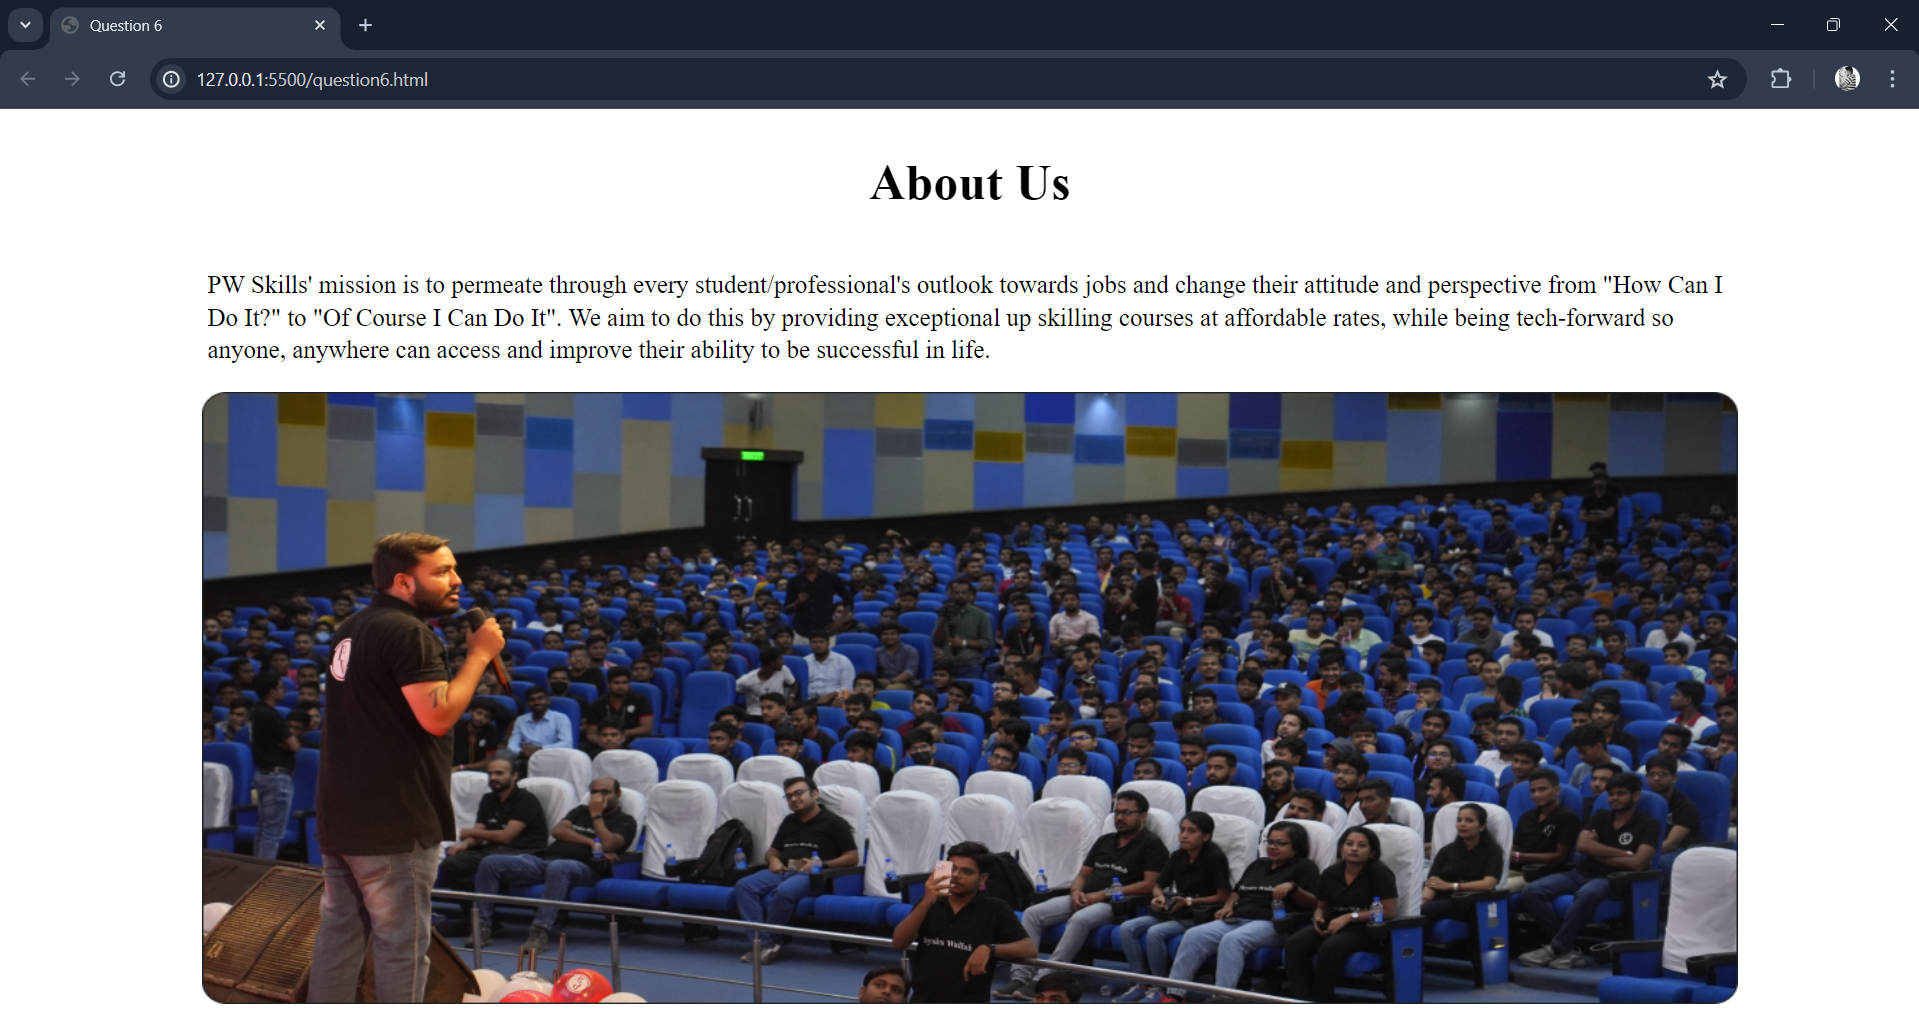 Question 6
127.0.0.1:5500/question6.html
About Us
PW Skills' mission is to permeate through every student/professional's outlook towards jobs and change their attitude and perspective from "How Can I
Do It?" to "Of Course I Can Do It". We aim to do this by providing exceptional up skilling courses at affordable rates, while being tech-forward so
anyone, anywhere can access and improve their ability to be successful in life.